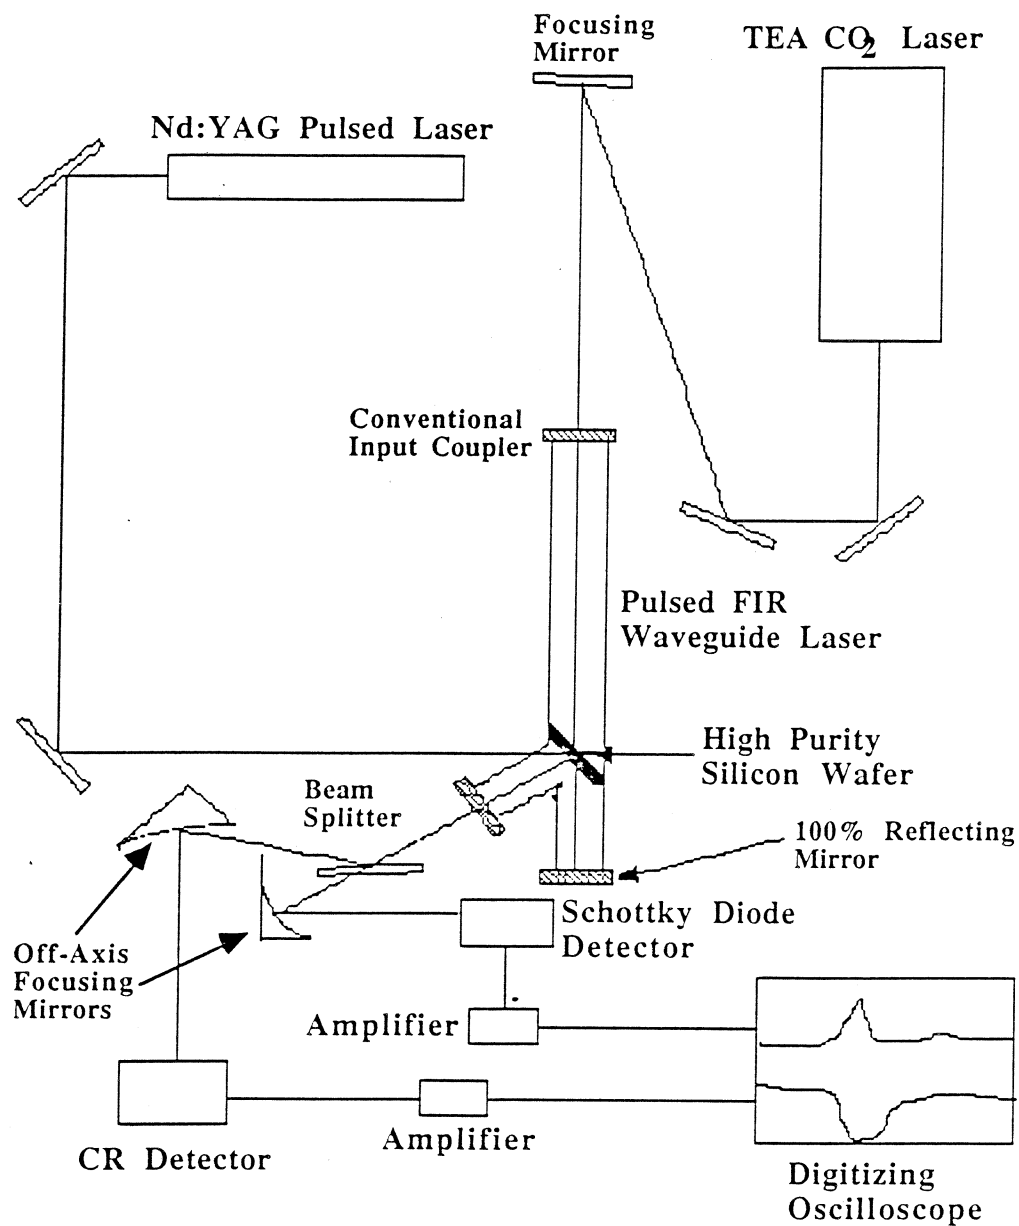 Focusing
Mirror
TEA CO2 Laser
Nd:YAG Pulsed Laser
Conventional
Input Coupler
Pulsed FIR
Waveguide Laser
High Purity
Silicon Wafer
Beam
Splitter
100% Reflecting
Mirror
Schottky Diode
Detector
Off-Axis
Focusing
Mirrors
Amplifier
Amplifier
CR Detector
Digitizing
Oscilloscope